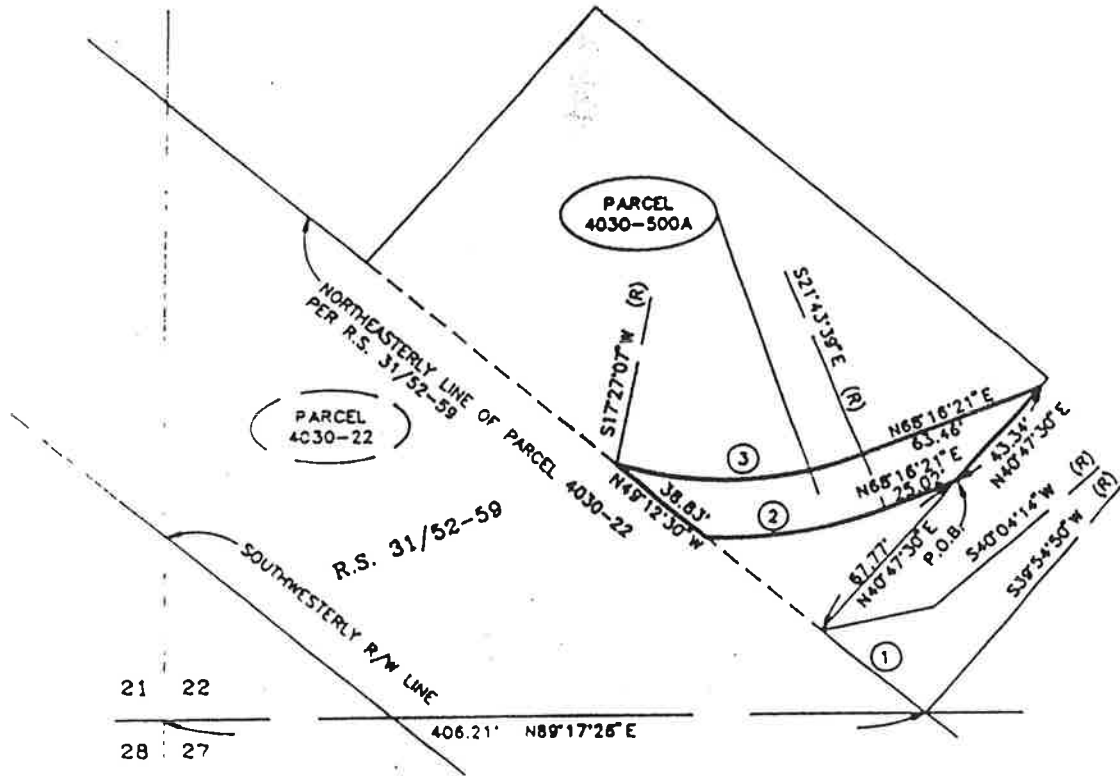 PARCEL
4030-500A
NORTHEASTERLY LINE OF PARCEL 4030-22
PER R.S. 31/52-59
S17°27'07"W (R)
S21°43'39"E (R)
PARCEL
4030-22
N68°16'21"E
63.46'
3
N68°16'21"E
25.02'
43.34'
N40°47'30"E
38.83'
N49°12'30"W
2
R.S. 31/52-59
67.77'
N40°47'30"E
P.O.B.
S40°04'14"W (R)
S39°54'50"W (R)
SOUTHWESTERLY R/W LINE
1
21 22
28 27
406.21' N89°17'26"E